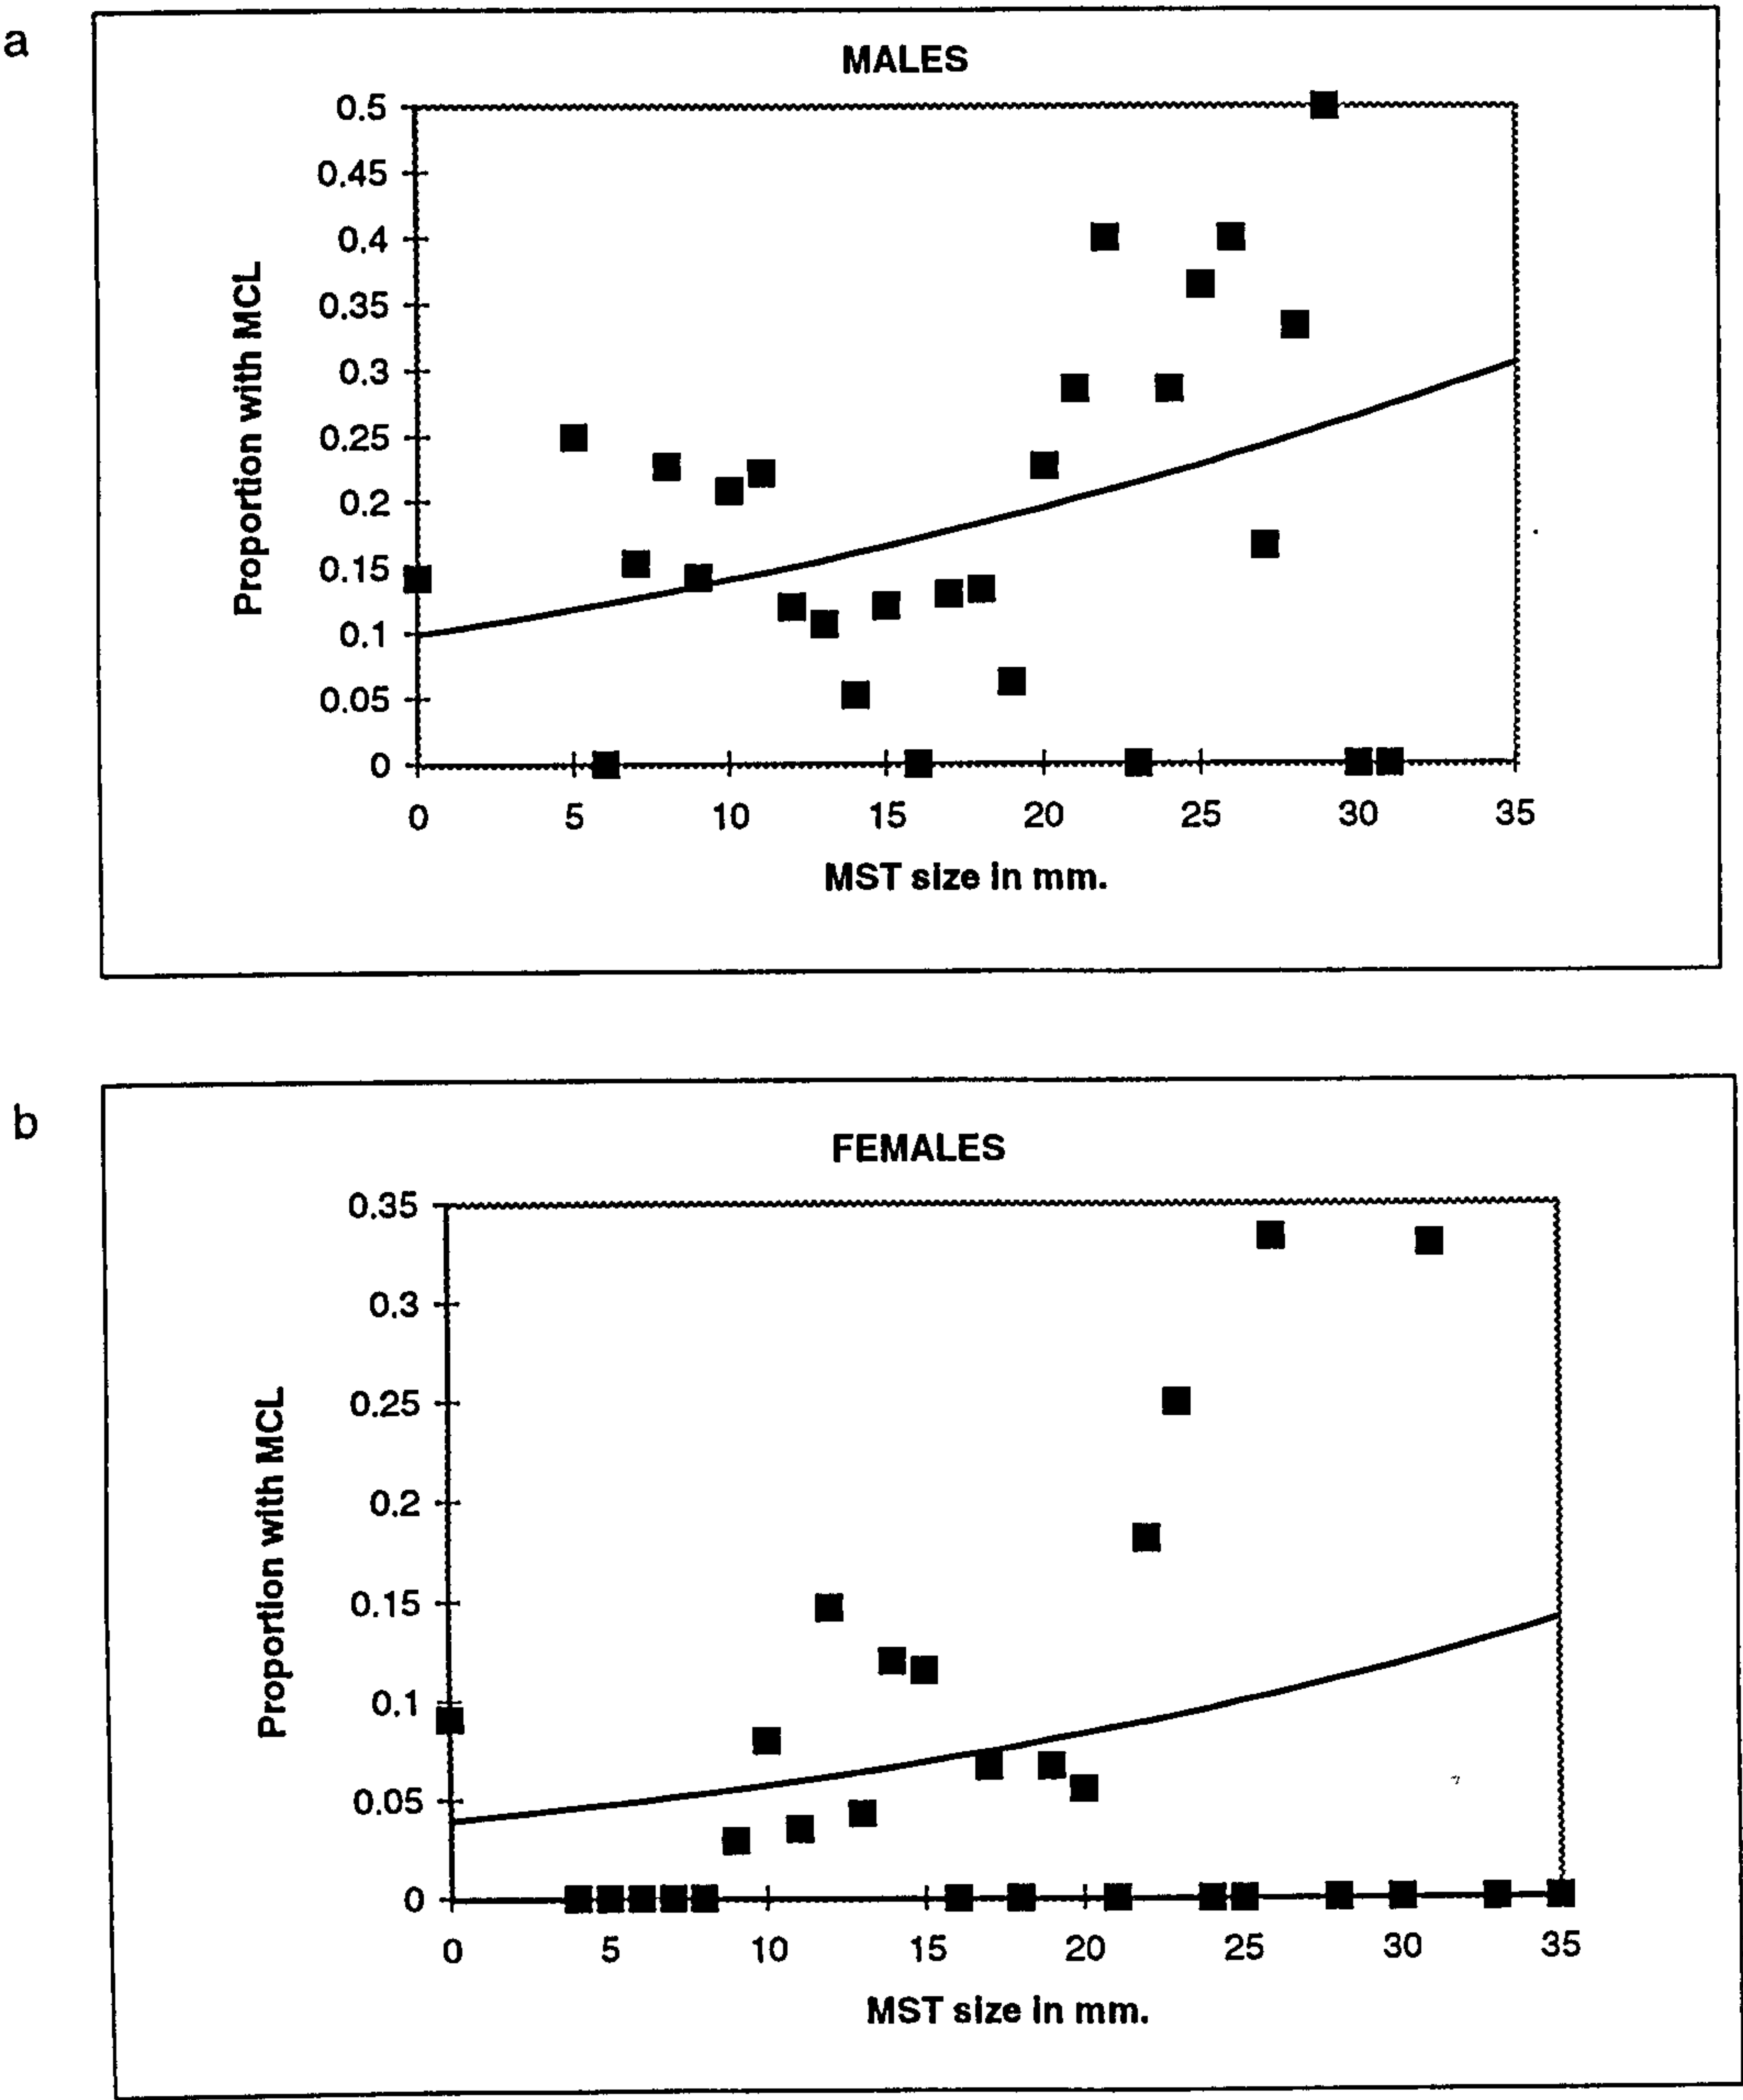 a
MALES
0.5
0.45
0.4
0.35
0.3
0.25
0.2
0.15
0.1
0.05
0
Proportion with MCL
0 5 10 15 20 25 30 35
MST size in mm.
b
FEMALES
0.35
0.3
0.25
0.2
0.15
0.1
0.05
0
Proportion with MCL
0 5 10 15 20 25 30 35
MST size in mm.